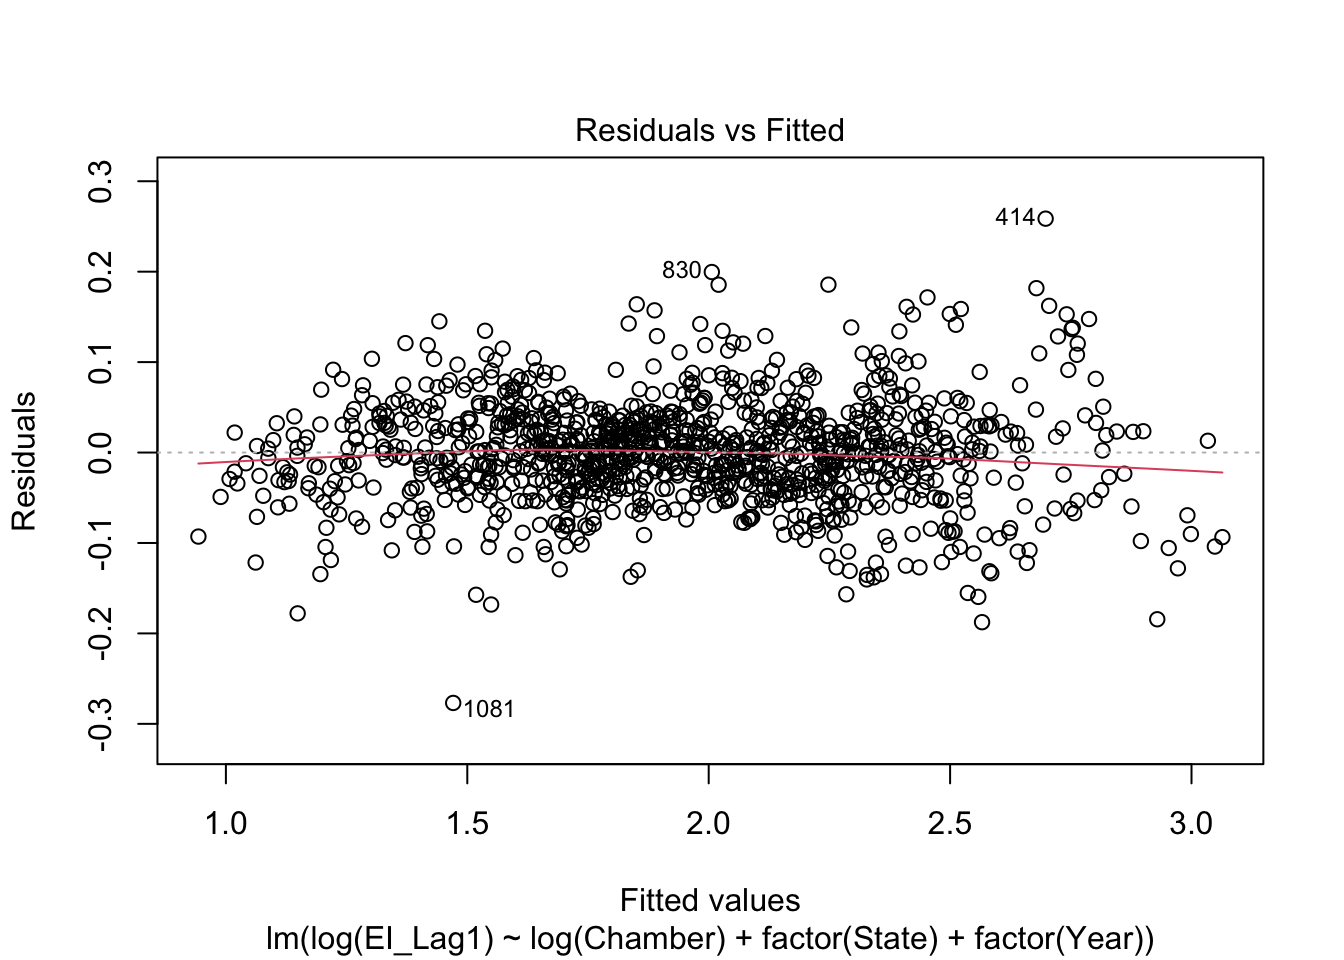 Residuals vs Fitted
0.3
0.2
0.1
0.0
-0.1
-0.2
-0.3
Residuals
414
830
1081
1.0 1.5 2.0 2.5 3.0
Fitted values
lm(log(EI_Lag1) ~ log(Chamber) + factor(State) + factor(Year))